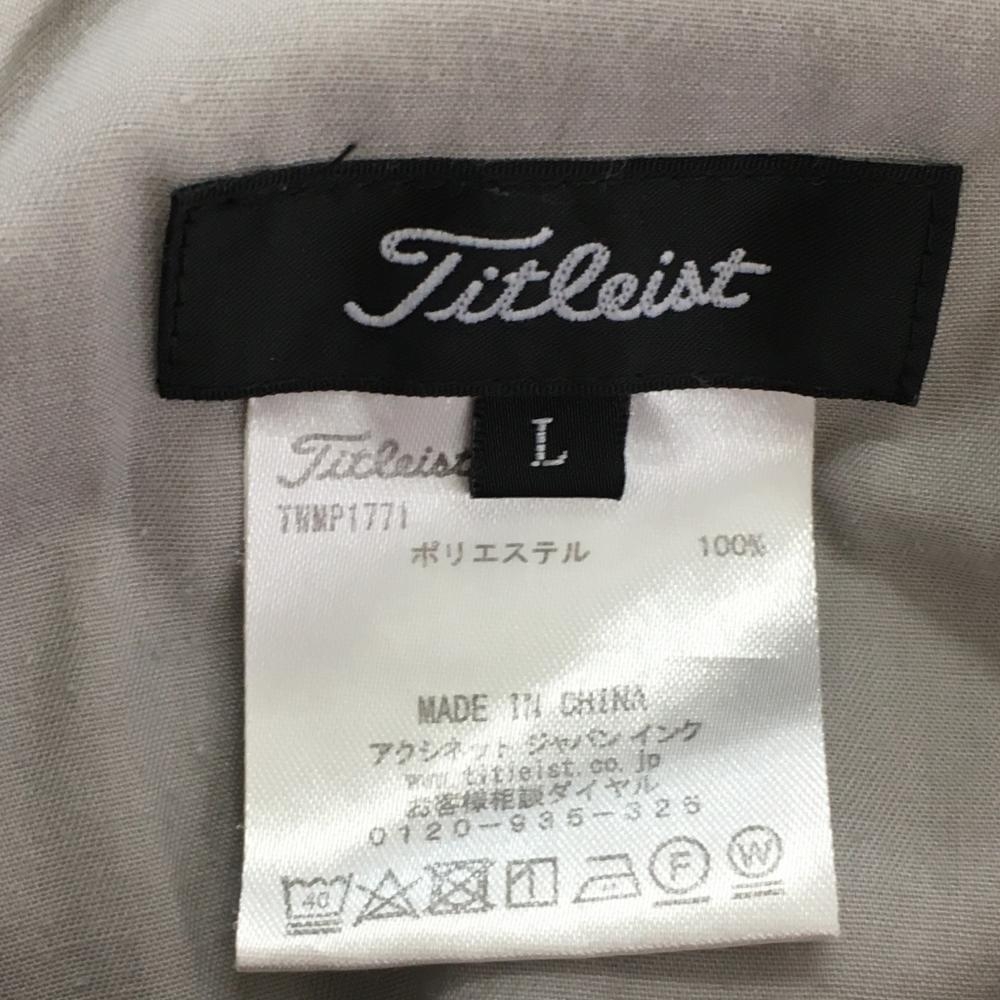 Titleist
L
Titleist
TWMP1771
ポリエステル 100%
MADE IN CHINA
アクシネット ジャパン インク
www.titleist.co.jp
お客様相談ダイヤル
0120-935-325
40
F
W